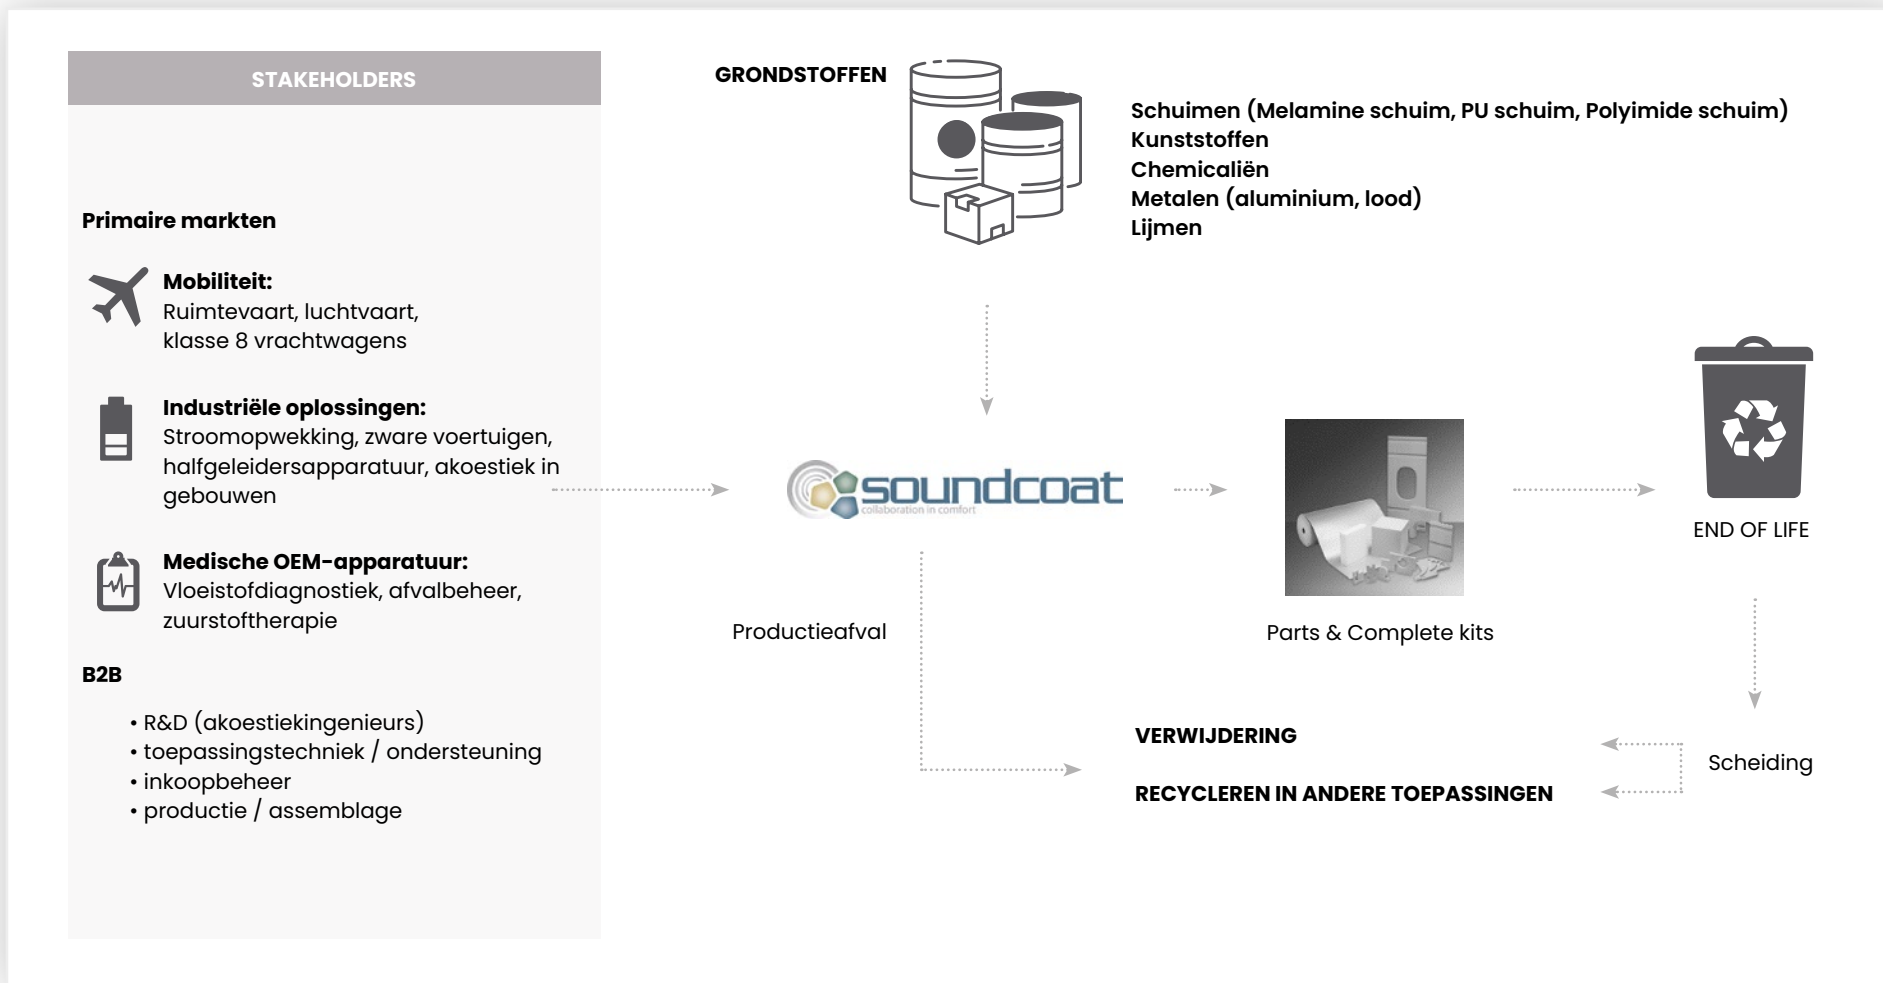 STAKEHOLDERS
Primaire markten
Mobiliteit:
Ruimtevaart, luchtvaart,
klasse 8 vrachtwagens
Industriële oplossingen:
Stroomopwekking, zware voertuigen,
halfgeleidersapparatuur, akoestiek in
gebouwen
Medische OEM-apparatuur:
Vloeistofdiagnostiek, afvalbeheer,
zuurstoftherapie
B2B
• R&D (akoestiekingenieurs)
• toepassingstechniek / ondersteuning
• inkoopbeheer
• productie / assemblage
GRONDSTOFFEN
Schuimen (Melamine schuim, PU schuim, Polyimide schuim)
Kunststoffen
Chemicaliën
Metalen (aluminium, lood)
Lijmen
soundcoat
collaboration in comfort
Productieafval
Parts & Complete kits
END OF LIFE
Scheiding
VERWIJDERING
RECYCLEREN IN ANDERE TOEPASSINGEN